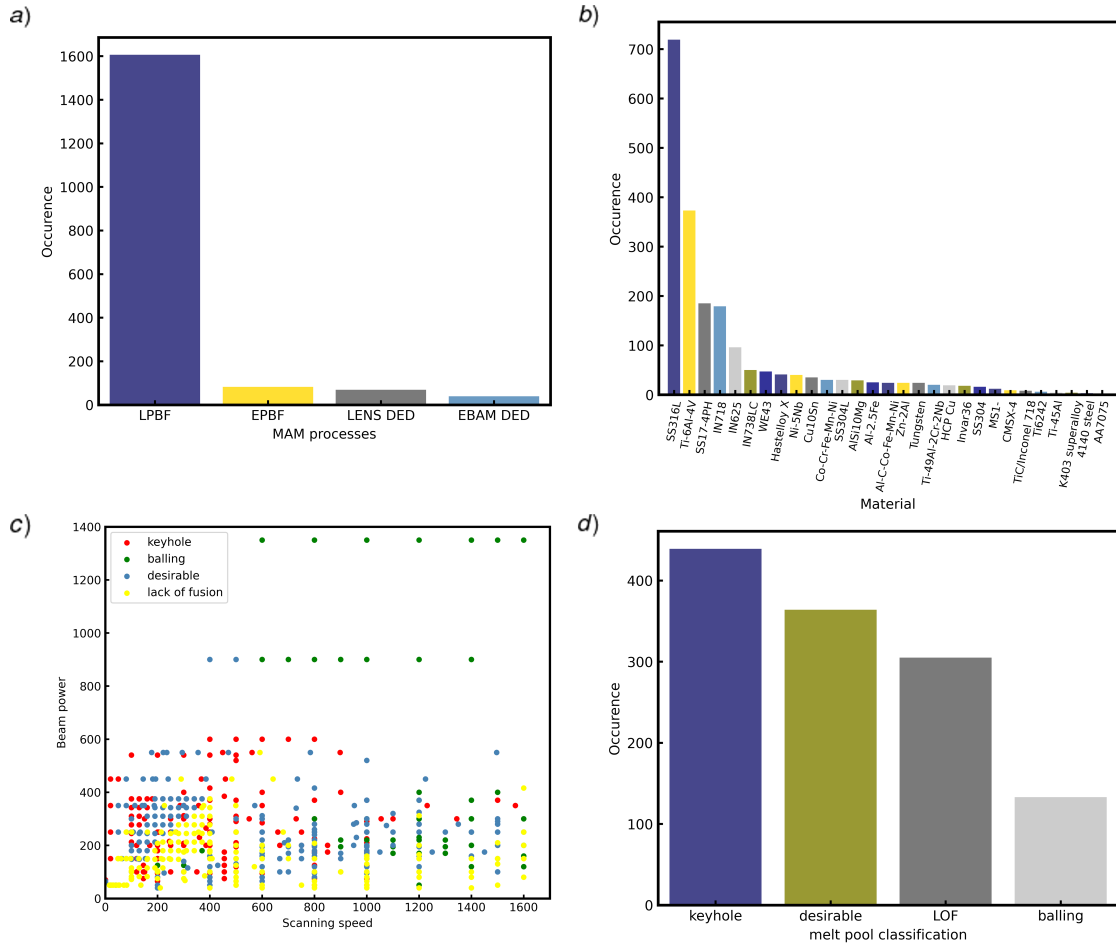 a)
1600
1400
1200
1000
800
600
400
200
0
Occurence
LPBF
EPBF
LENS DED
EBAM DED
MAM processes
b)
700
600
500
400
300
200
100
0
Occurence
SS316L
Ti-6Al-4V
SS17-4PH
IN718
IN625
IN738LC
WE43
Hastelloy X
Ni-5Nb
Cu10Sn
Co-Cr-Fe-Mn-Ni
SS304L
AlSi10Mg
Al-2.5Fe
Al-C-Co-Fe-Mn-Ni
Zn-2Al
Tungsten
Ti-49Al-2Cr-2Nb
HCP Cu
Invar36
SS304
MS1-
CMSX-4
TiC/Inconel 718
Ti6242
Ti-45Al
K403 superalloy
4140 steel
AA7075
Material
c)
1400
1200
1000
800
600
400
200
0
Beam power
keyhole
balling
desirable
lack of fusion
0 200 400 600 800 1000 1200 1400 1600
Scanning speed
d)
400
300
200
100
0
Occurence
keyhole
desirable
LOF
balling
melt pool classification